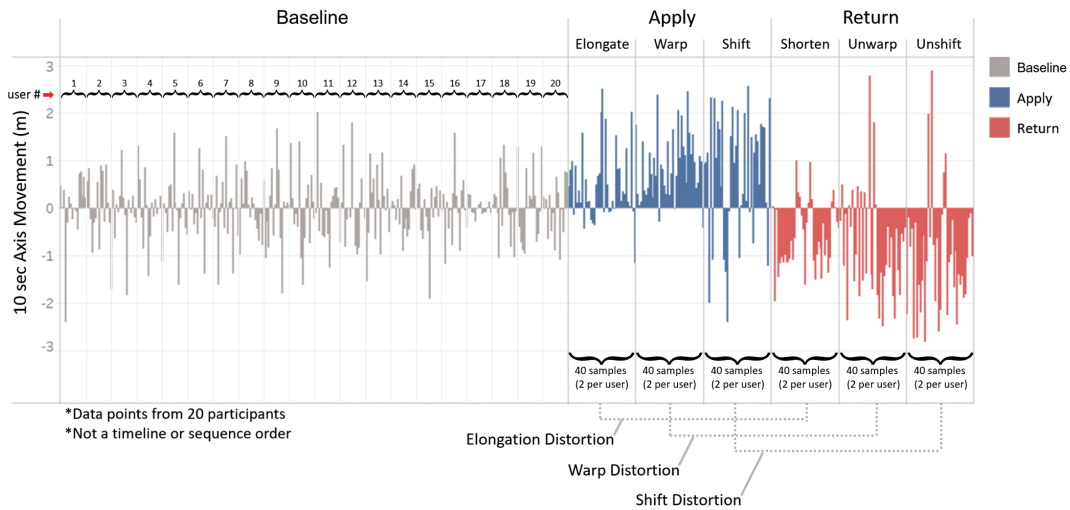 Baseline
Apply
Return
Elongate
Warp
Shift
Shorten
Unwarp
Unshift
Baseline
Apply
Return
user #
1 2 3 4 5 6 7 8 9 10 11 12 13 14 15 16 17 18 19 20
10 sec Axis Movement (m)
3
2
1
0
-1
-2
-3
40 samples
(2 per user)
40 samples
(2 per user)
40 samples
(2 per user)
40 samples
(2 per user)
40 samples
(2 per user)
40 samples
(2 per user)
*Data points from 20 participants
*Not a timeline or sequence order
Elongation Distortion
Warp Distortion
Shift Distortion